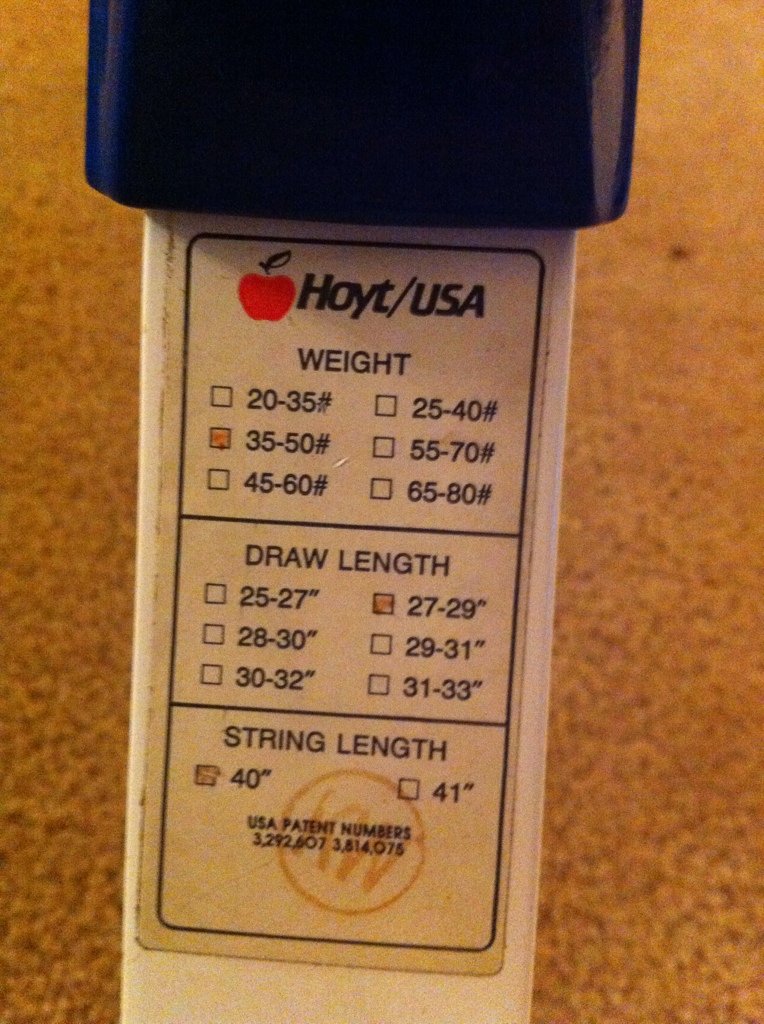 Hoyt/USA
WEIGHT
20-35# 25-40#
35-50# 55-70#
45-60# 65-80#
DRAW LENGTH
25-27″ 27-29″
28-30″ 29-31″
30-32″ 31-33″
STRING LENGTH
40″ 41″
USA PATENT NUMBERS
3,292,607 3,814,075